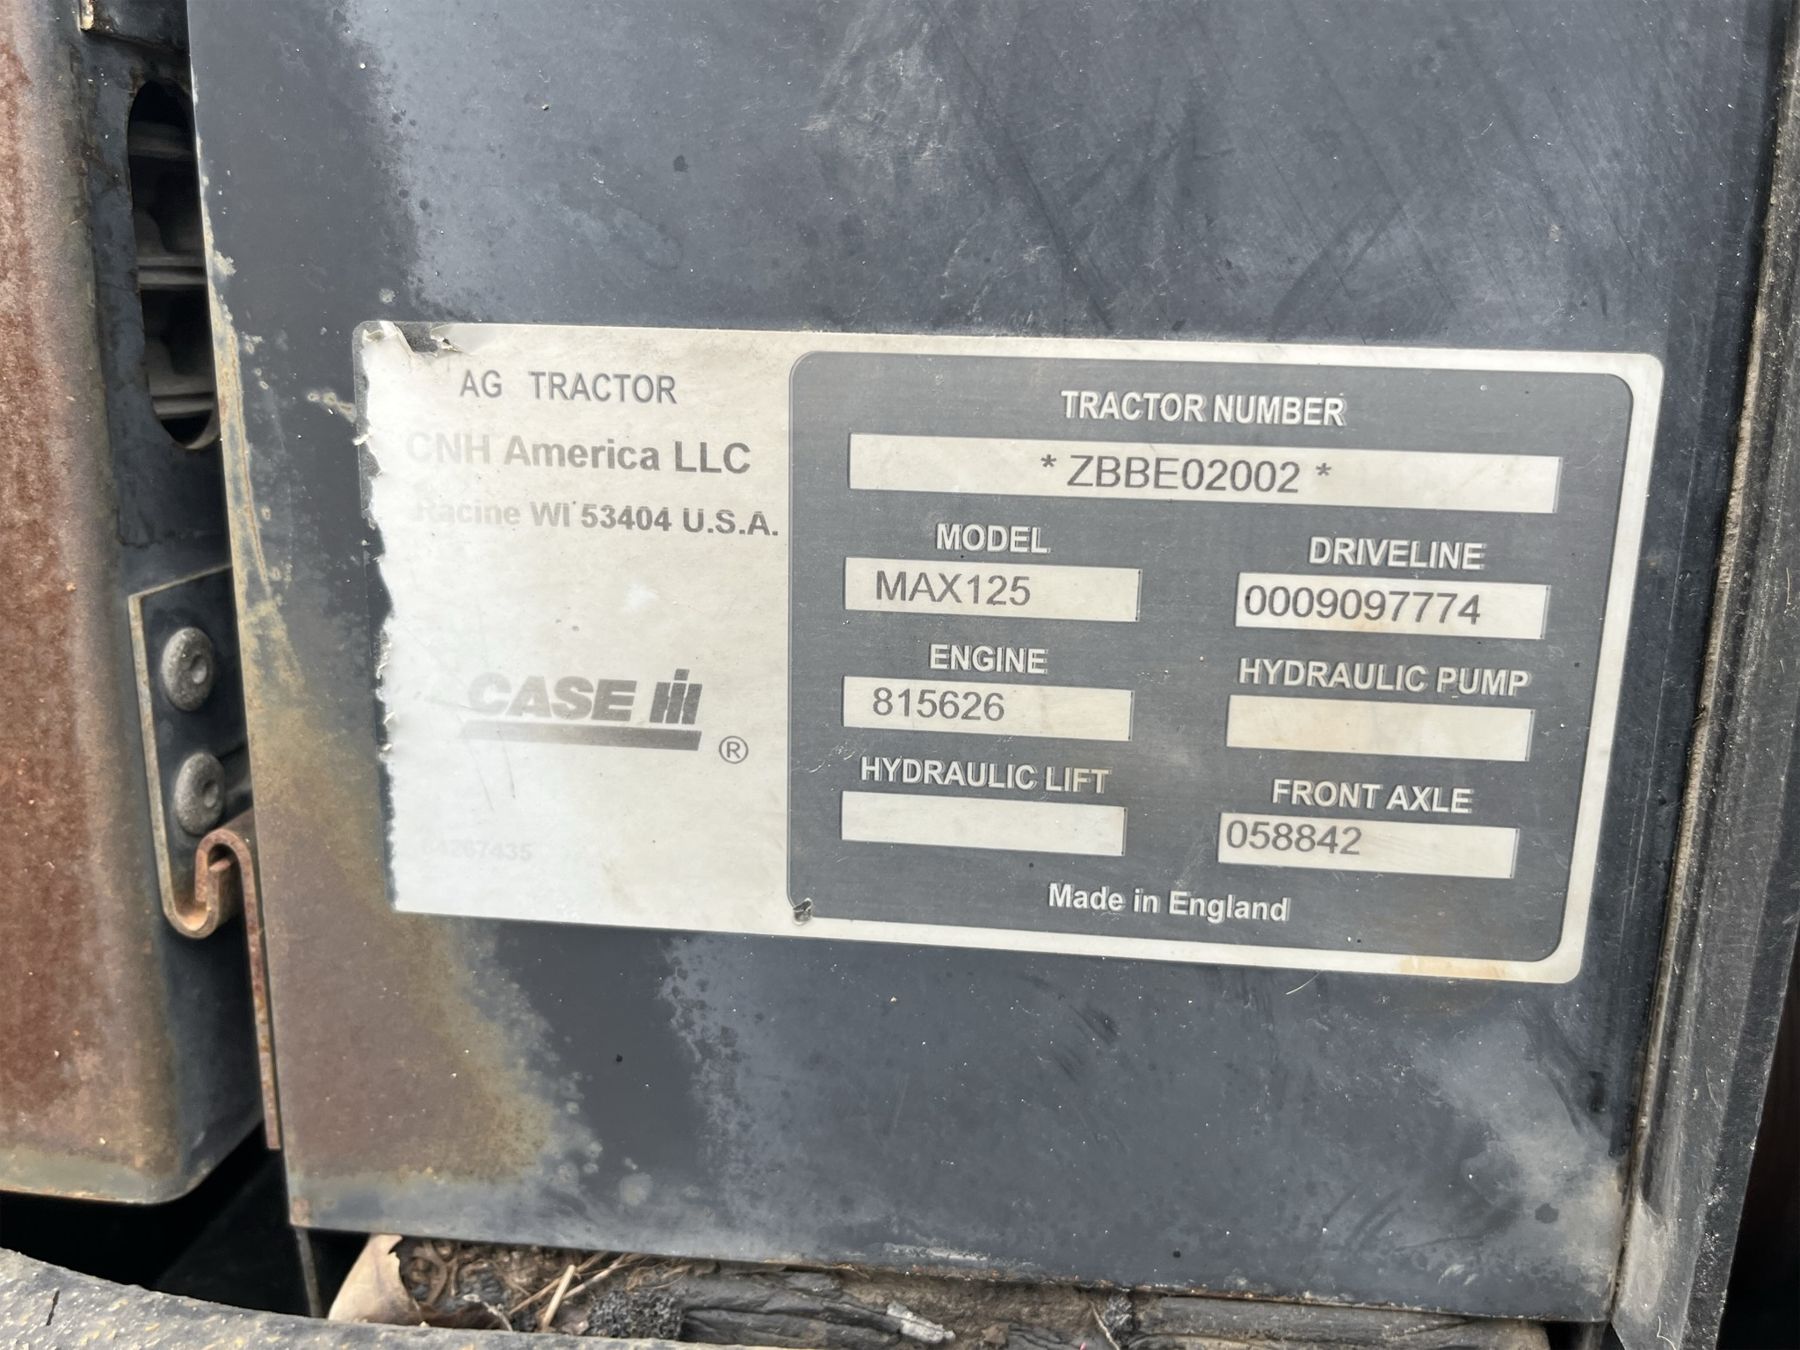 AG TRACTOR
CNH America LLC
Racine WI 53404 U.S.A.
CASE IH
®
TRACTOR NUMBER
* ZBBE02002 *
MODEL
MAX125
DRIVELINE
0009097774
ENGINE
815626
HYDRAULIC PUMP
HYDRAULIC LIFT
FRONT AXLE
058842
Made in England